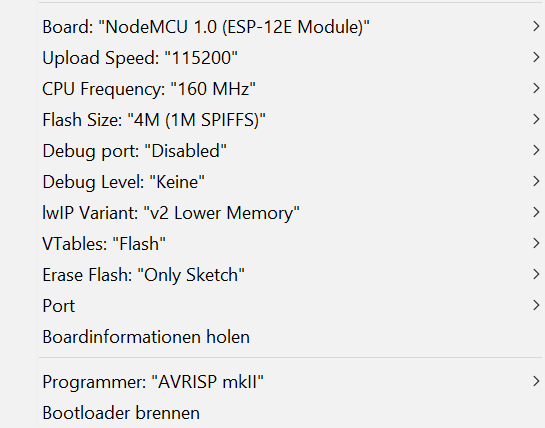 Board: "NodeMCU 1.0 (ESP-12E Module)"
Upload Speed: "115200"
CPU Frequency: "160 MHz"
Flash Size: "4M (1M SPIFFS)"
Debug port: "Disabled"
Debug Level: "Keine"
lwIP Variant: "v2 Lower Memory"
VTables: "Flash"
Erase Flash: "Only Sketch"
Port
Boardinformationen holen
Programmer: "AVRISP mkII"
Bootloader brennen